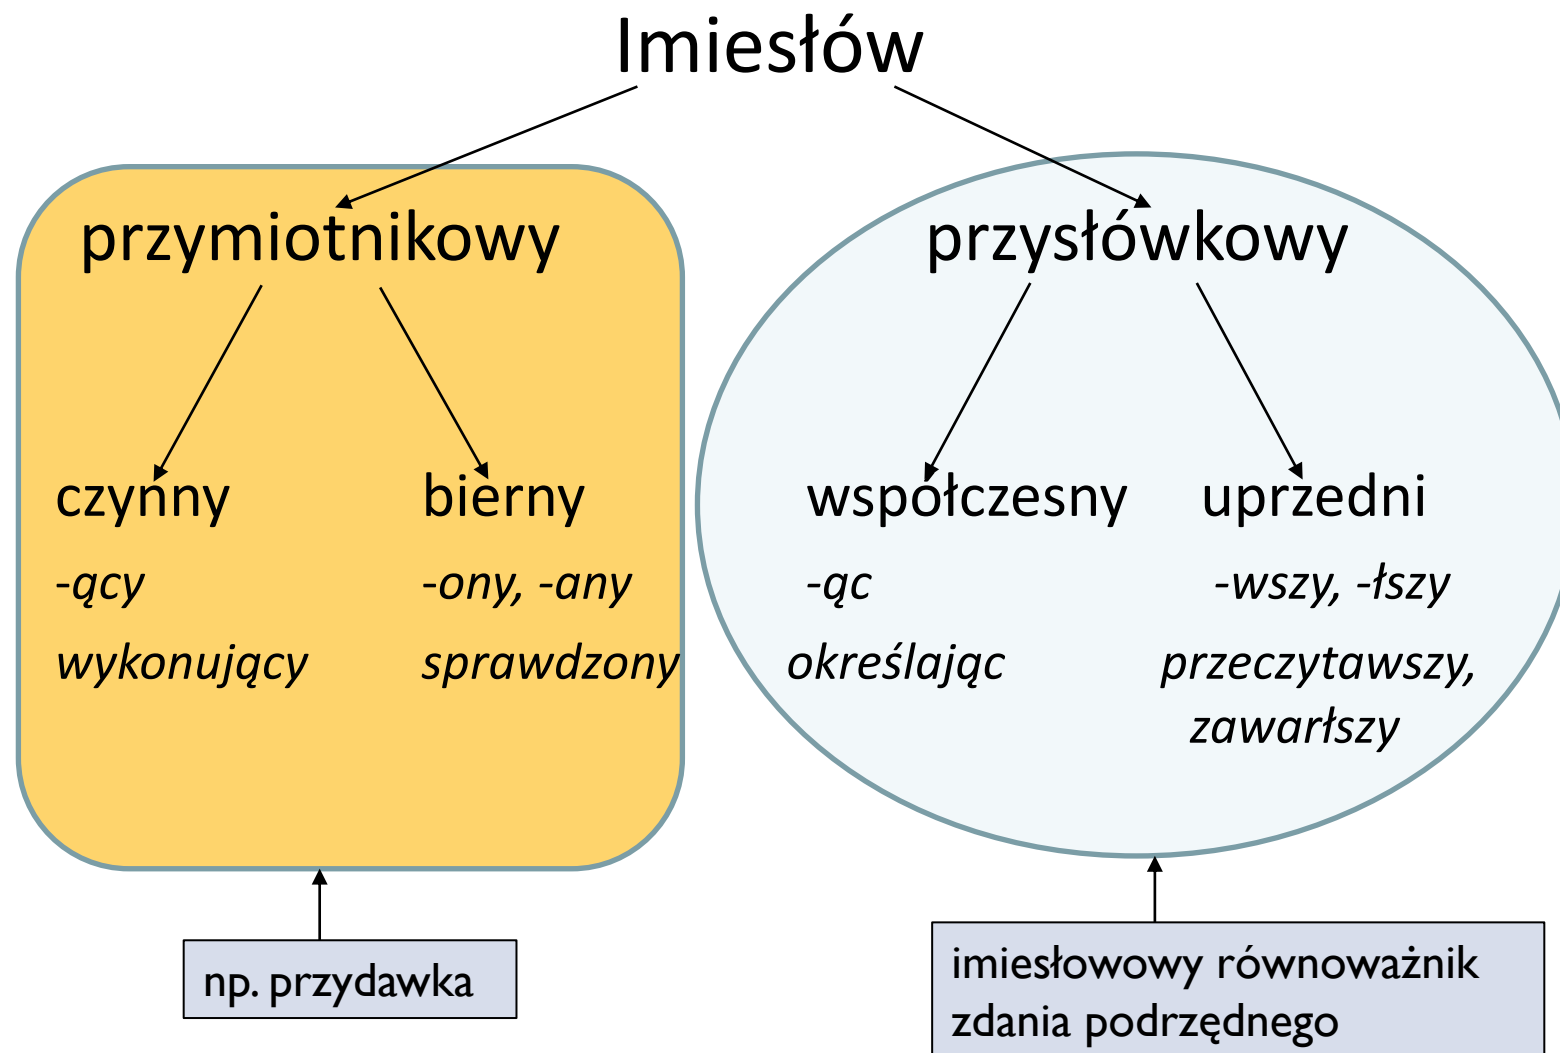 Imiesłów
przymiotnikowy
przysłówkowy
czynny
bierny
współczesny
uprzedni
-ący
-ony, -any
-ąc
-wszy, -łszy
wykonujący
sprawdzony
określając
przeczytawszy,
zawarłszy
np. przydawka
imiesłowowy równoważnik
zdania podrzędnego